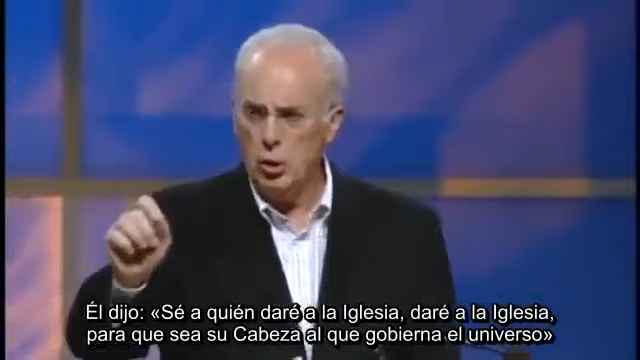 Él dijo: «Sé a quién daré a la Iglesia, daré a la Iglesia,
para que sea su Cabeza al que gobierna el universo»